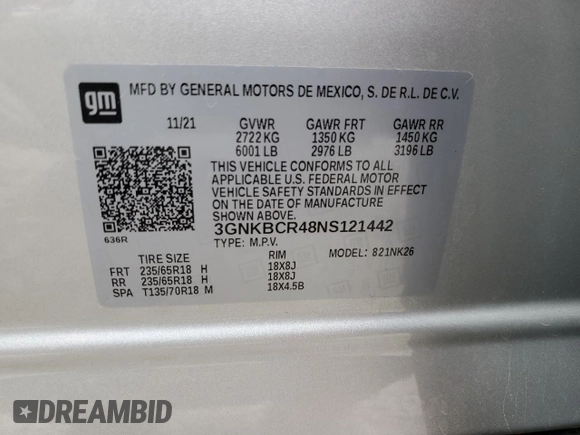 gm
MFD BY GENERAL MOTORS DE MEXICO, S. DE R.L. DE C.V.
11/21 GVWR GAWR FRT GAWR RR
2722 KG 1350 KG 1450 KG
6001 LB 2976 LB 3196 LB
THIS VEHICLE CONFORMS TO ALL
APPLICABLE U.S. FEDERAL MOTOR
VEHICLE SAFETY STANDARDS IN EFFECT
ON THE DATE OF MANUFACTURE
SHOWN ABOVE.
3GNKBCR48NS121442
636R
TYPE: M.P.V. MODEL: 821NK26
TIRE SIZE RIM
FRT 235/65R18 H 18X8J
RR 235/65R18 H 18X8J
SPA T135/70R18 M 18X4.5B
DREAMBID